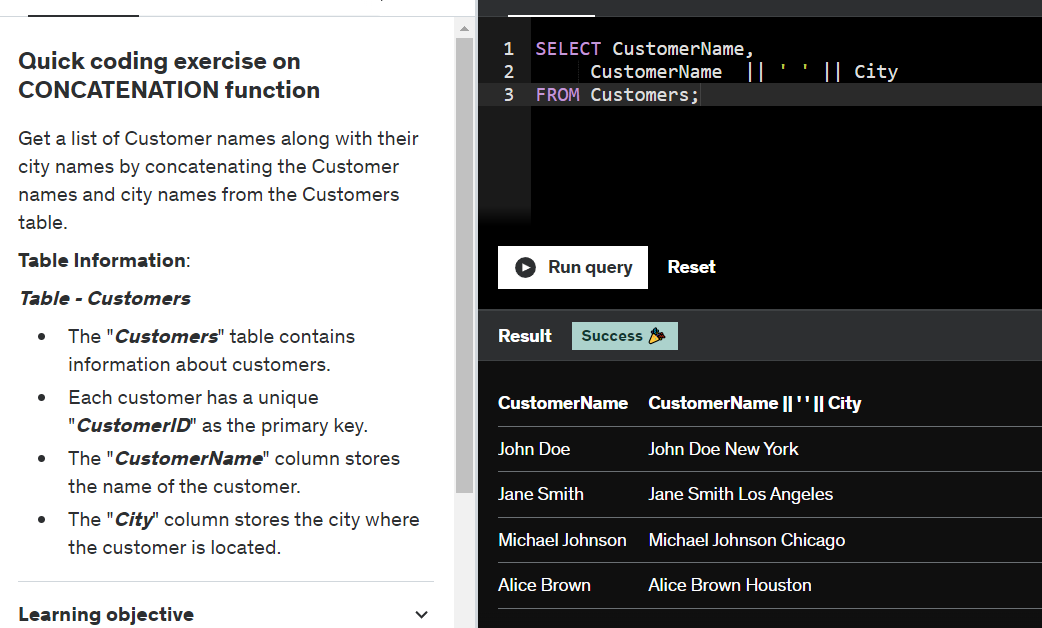 Quick coding exercise on
CONCATENATION function
Get a list of Customer names along with their
city names by concatenating the Customer
names and city names from the Customers
table.
Table Information:
Table - Customers
• The "Customers" table contains
information about customers.
• Each customer has a unique
"CustomerID" as the primary key.
• The "CustomerName" column stores
the name of the customer.
• The "City" column stores the city where
the customer is located.
Learning objective
1 SELECT CustomerName,
2 CustomerName || ' ' || City
3 FROM Customers;
Run query Reset
Result Success
CustomerName CustomerName || ' ' || City
John Doe John Doe New York
Jane Smith Jane Smith Los Angeles
Michael Johnson Michael Johnson Chicago
Alice Brown Alice Brown Houston